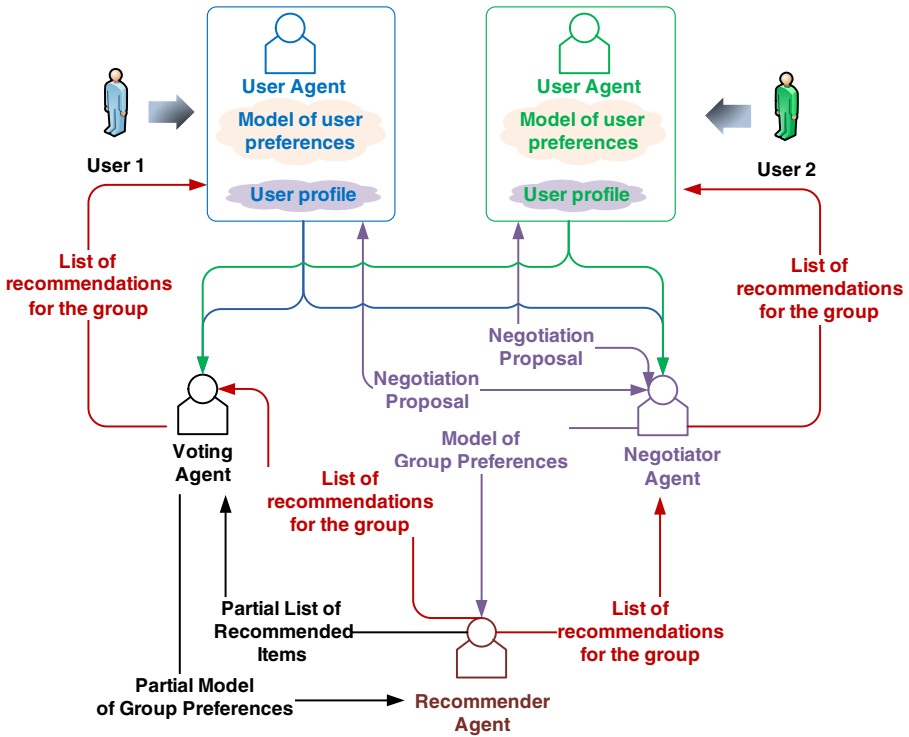 User Agent
Model of user
preferences
User profile
User Agent
Model of user
preferences
User profile
User 1
User 2
List of
recommendations
for the group
List of
recommendations
for the group
Negotiation
Proposal
Negotiation
Proposal
Voting
Agent
Model of
Group Preferences
Negotiator
Agent
List of
recommendations
for the group
Partial List of
Recommended
Items
List of
recommendations
for the group
Partial Model
of Group Preferences
Recommender
Agent